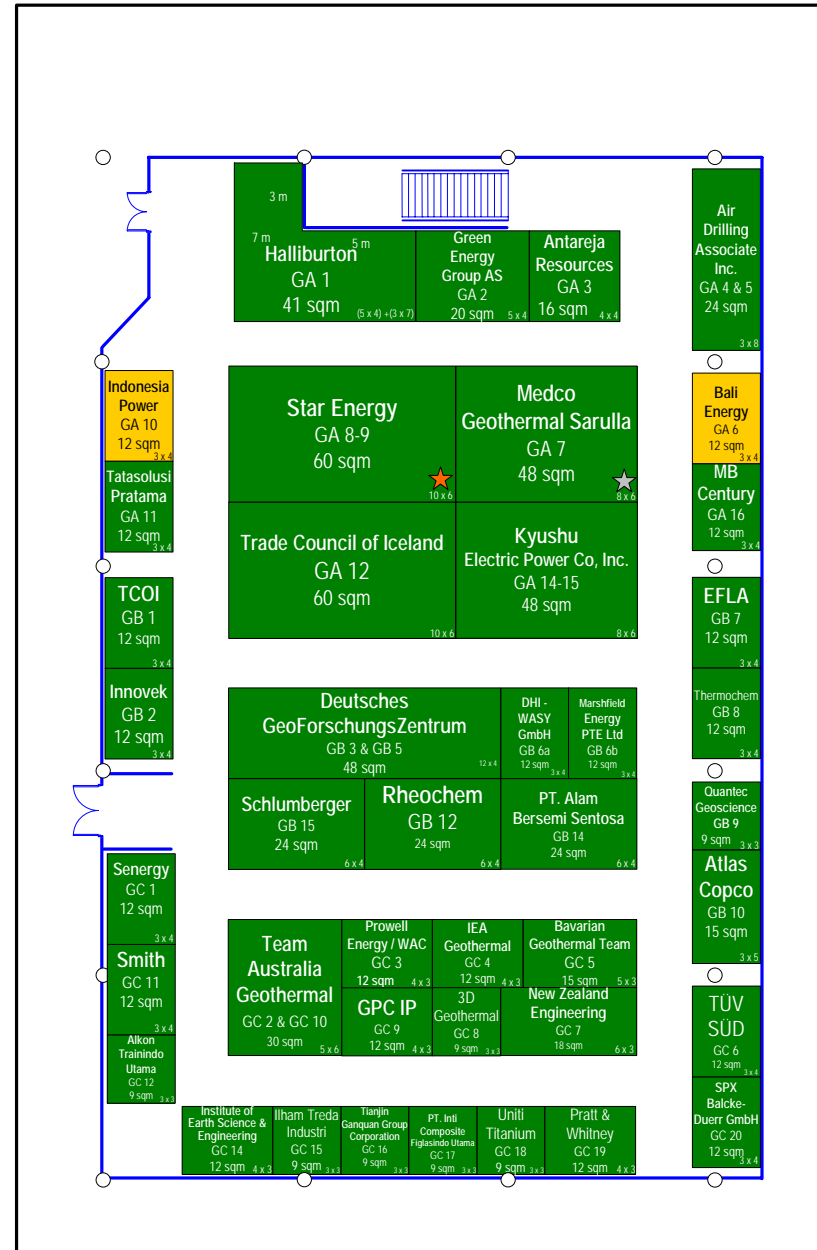 3 m
7 m
5 m
Halliburton
GA 1
41 sqm
(5 x 4) +(3 x 7)
Green
Energy
Group AS
GA 2
20 sqm
5 x 4
Antareja
Resources
GA 3
16 sqm
4 x 4
Air
Drilling
Associate
Inc.
GA 4 & 5
24 sqm
3 x 8
Indonesia
Power
GA 10
12 sqm
3 x 4
Tatasolusi
Pratama
GA 11
12 sqm
3 x 4
Star Energy
GA 8-9
60 sqm
10 x 6
Medco
Geothermal Sarulla
GA 7
48 sqm
8 x 6
Bali
Energy
GA 6
12 sqm
3 x 4
MB
Century
GA 16
12 sqm
3 x 4
Trade Council of Iceland
GA 12
60 sqm
10 x 6
Kyushu
Electric Power Co, Inc.
GA 14-15
48 sqm
8 x 6
TCOI
GB 1
12 sqm
3 x 4
Innovek
GB 2
12 sqm
3 x 4
EFLA
GB 7
12 sqm
3 x 4
Thermochem
GB 8
12 sqm
3 x 4
Deutsches
GeoForschungsZentrum
GB 3 & GB 5
48 sqm
12 x 4
DHI -
WASY
GmbH
GB 6a
12 sqm
3 x 4
Marshfield
Energy
PTE Ltd
GB 6b
12 sqm
3 x 4
Schlumberger
GB 15
24 sqm
6 x 4
Rheochem
GB 12
24 sqm
6 x 4
PT. Alam
Bersemi Sentosa
GB 14
24 sqm
6 x 4
Quantec
Geoscience
GB 9
9 sqm
3 x 3
Atlas
Copco
GB 10
15 sqm
3 x 5
Senergy
GC 1
12 sqm
3 x 4
Smith
GC 11
12 sqm
3 x 4
Alkon
Trainindo
Utama
GC 12
9 sqm
3 x 3
Team
Australia
Geothermal
GC 2 & GC 10
30 sqm
5 x 6
Prowell
Energy / WAC
GC 3
12 sqm
4 x 3
IEA
Geothermal
GC 4
12 sqm
4 x 3
Bavarian
Geothermal Team
GC 5
15 sqm
5 x 3
GPC IP
GC 9
12 sqm
4 x 3
3D
Geothermal
GC 8
9 sqm
3 x 3
New Zealand
Engineering
GC 7
18 sqm
6 x 3
TÜV
SÜD
GC 6
12 sqm
3 x 4
SPX
Balcke-
Duerr GmbH
GC 20
12 sqm
3 x 4
Institute of
Earth Science &
Engineering
GC 14
12 sqm
4 x 3
Ilham Treda
Industri
GC 15
9 sqm
3 x 3
Tianjin
Ganquan Group
Corporation
GC 16
9 sqm
3 x 3
PT. Inti
Composite
Figlasindo Utama
GC 17
9 sqm
3 x 3
Uniti
Titanium
GC 18
9 sqm
3 x 3
Pratt &
Whitney
GC 19
12 sqm
4 x 3